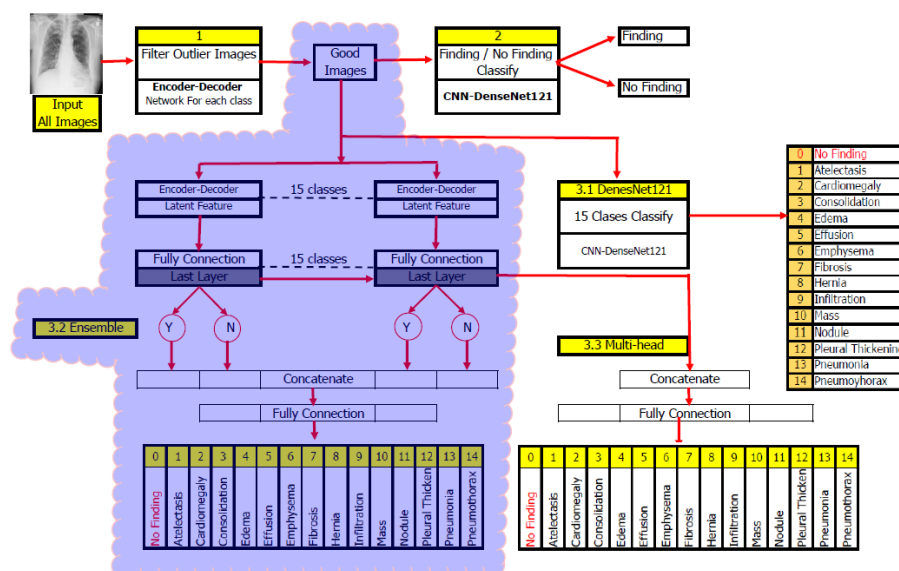 1
Filter Outlier Images
Encoder-Decoder
Network For each class
Input
All Images
Good
Images
2
Finding / No Finding
Classify
CNN-DenseNet121
Finding
No Finding
Encoder-Decoder
Latent Feature
15 classes
Encoder-Decoder
Latent Feature
Fully Connection
Last Layer
15 classes
Fully Connection
Last Layer
3.1 DenesNet121
15 Clases Classify
CNN-DenseNet121
0 No Finding
1 Atelectasis
2 Cardiomegaly
3 Consolidation
4 Edema
5 Effusion
6 Emphysema
7 Fibrosis
8 Hernia
9 Infiltration
10 Mass
11 Nodule
12 Pleural Thickening
13 Pneumonia
14 Pneumoyhorax
3.2 Ensemble
Y
N
Y
N
Concatenate
Fully Connection
0 1 2 3 4 5 6 7 8 9 10 11 12 13 14
No Finding
Atelectasis
Cardiomegaly
Consolidation
Edema
Effusion
Emphysema
Fibrosis
Hernia
Infiltration
Mass
Nodule
Pleural Thicken
Pneumonia
Pneumothorax
3.3 Multi-head
Concatenate
Fully Connection
0 1 2 3 4 5 6 7 8 9 10 11 12 13 14
No Finding
Atelectasis
Cardiomegaly
Consolidation
Edema
Effusion
Emphysema
Fibrosis
Hernia
Infiltration
Mass
Nodule
Pleural Thicken
Pneumonia
Pneumothorax